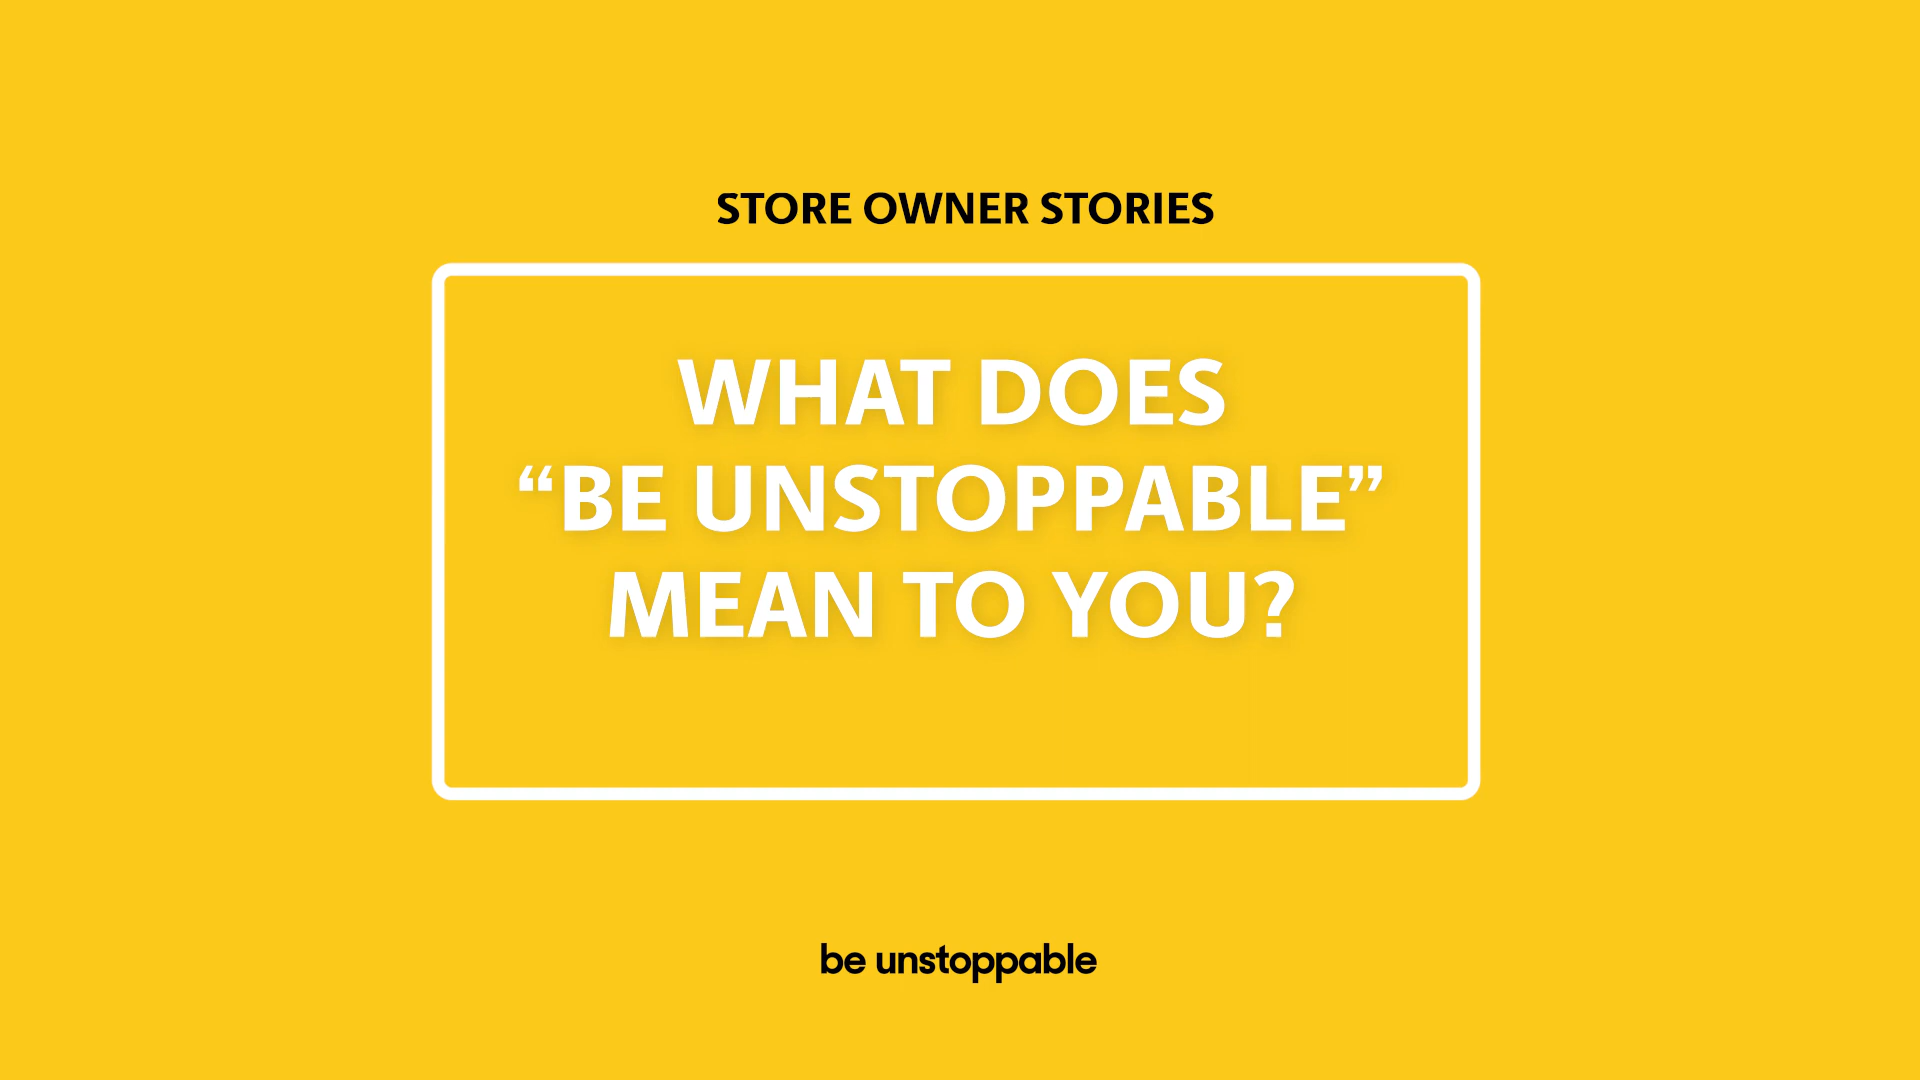 STORE OWNER STORIES
WHAT DOES
“BE UNSTOPPABLE”
MEAN TO YOU?
be unstoppable